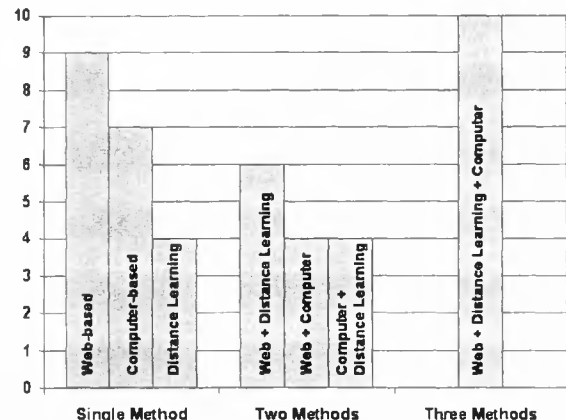 10
9
8
7
6
5
4
3
2
1
0
Web-based
Computer-based
Distance Learning
Web + Distance Learning
Web + Computer
Computer +
Distance Learning
Web + Distance Learning + Computer
Single Method
Two Methods
Three Methods